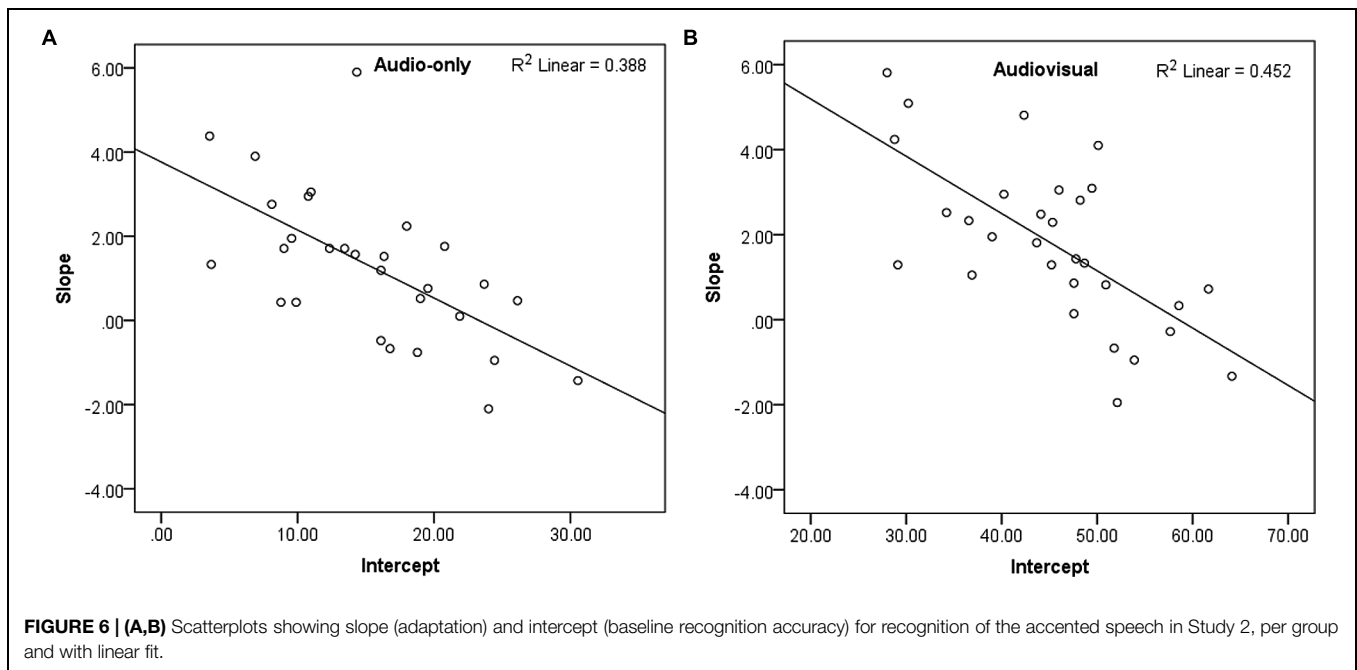 A
Audio-only
R² Linear = 0.388
6.00
4.00
2.00
.00
-2.00
-4.00
Slope
.00 10.00 20.00 30.00
Intercept
B
Audiovisual
R² Linear = 0.452
6.00
4.00
2.00
.00
-2.00
-4.00
Slope
20.00 30.00 40.00 50.00 60.00 70.00
Intercept
FIGURE 6 | (A,B) Scatterplots showing slope (adaptation) and intercept (baseline recognition accuracy) for recognition of the accented speech in Study 2, per group
and with linear fit.